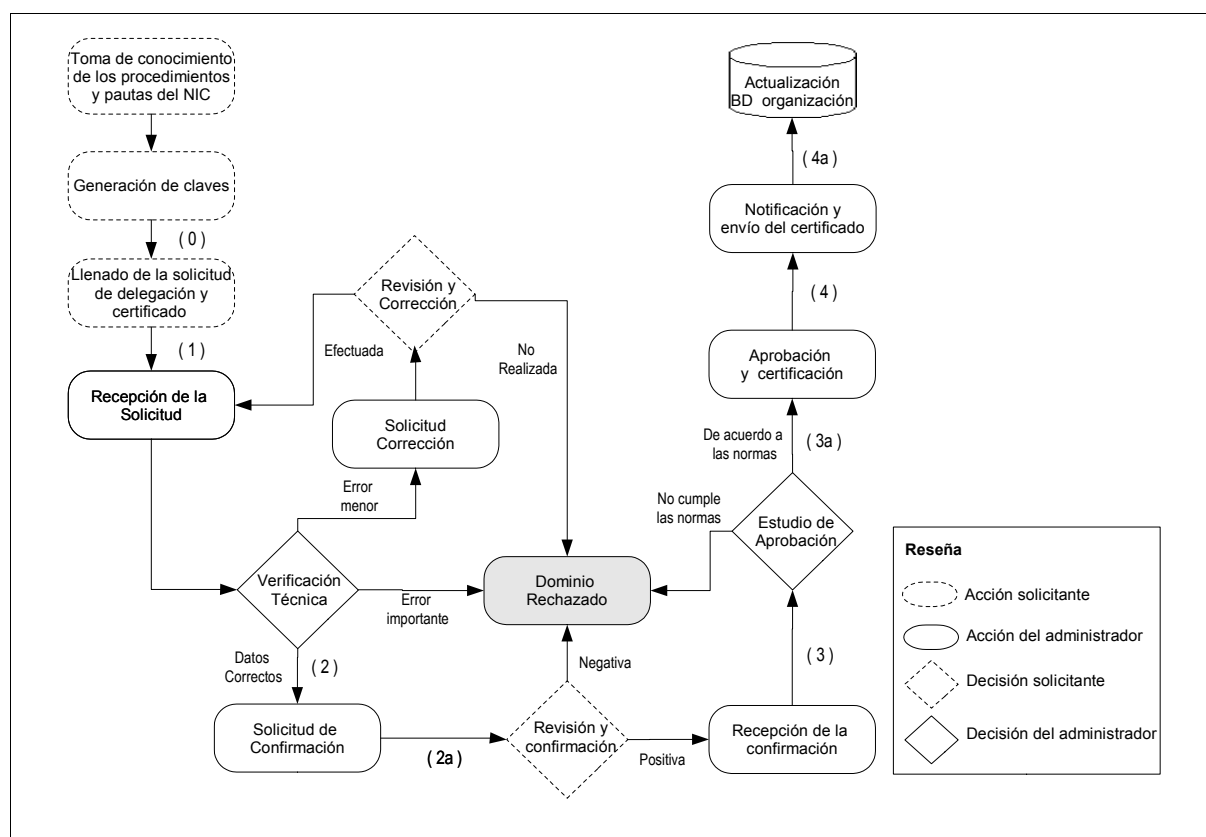 Toma de conocimiento
de los procedimientos
y pautas del NIC
Generación de claves
( 0 )
Llenado de la solicitud
de delegación y
certificado
( 1 )
Recepción de la
Solicitud
Revisión y
Corrección
Efectuada
No
Realizada
Solicitud
Corrección
Error
menor
Verificación
Técnica
Error
importante
Dominio
Rechazado
Datos
Correctos
( 2 )
Solicitud de
Confirmación
( 2a )
Revisión y
confirmación
Negativa
Positiva
Recepción de la
confirmación
( 3 )
Estudio de
Aprobación
No cumple
las normas
De acuerdo a
las normas
( 3a )
Aprobación
y certificación
( 4 )
Notificación y
envío del certificado
( 4a )
Actualización
BD organización
Reseña
Acción solicitante
Acción del administrador
Decisión solicitante
Decisión del administrador